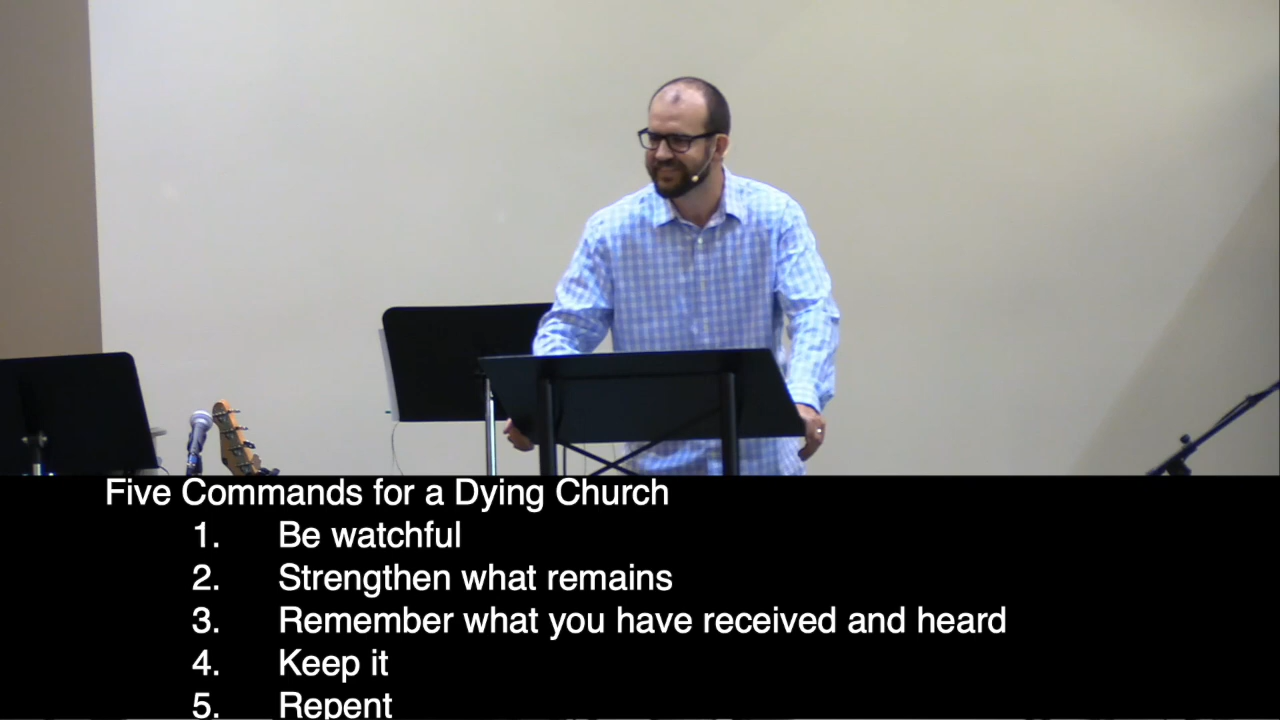 Five Commands for a Dying Church
1. Be watchful
2. Strengthen what remains
3. Remember what you have received and heard
4. Keep it
5. Repent